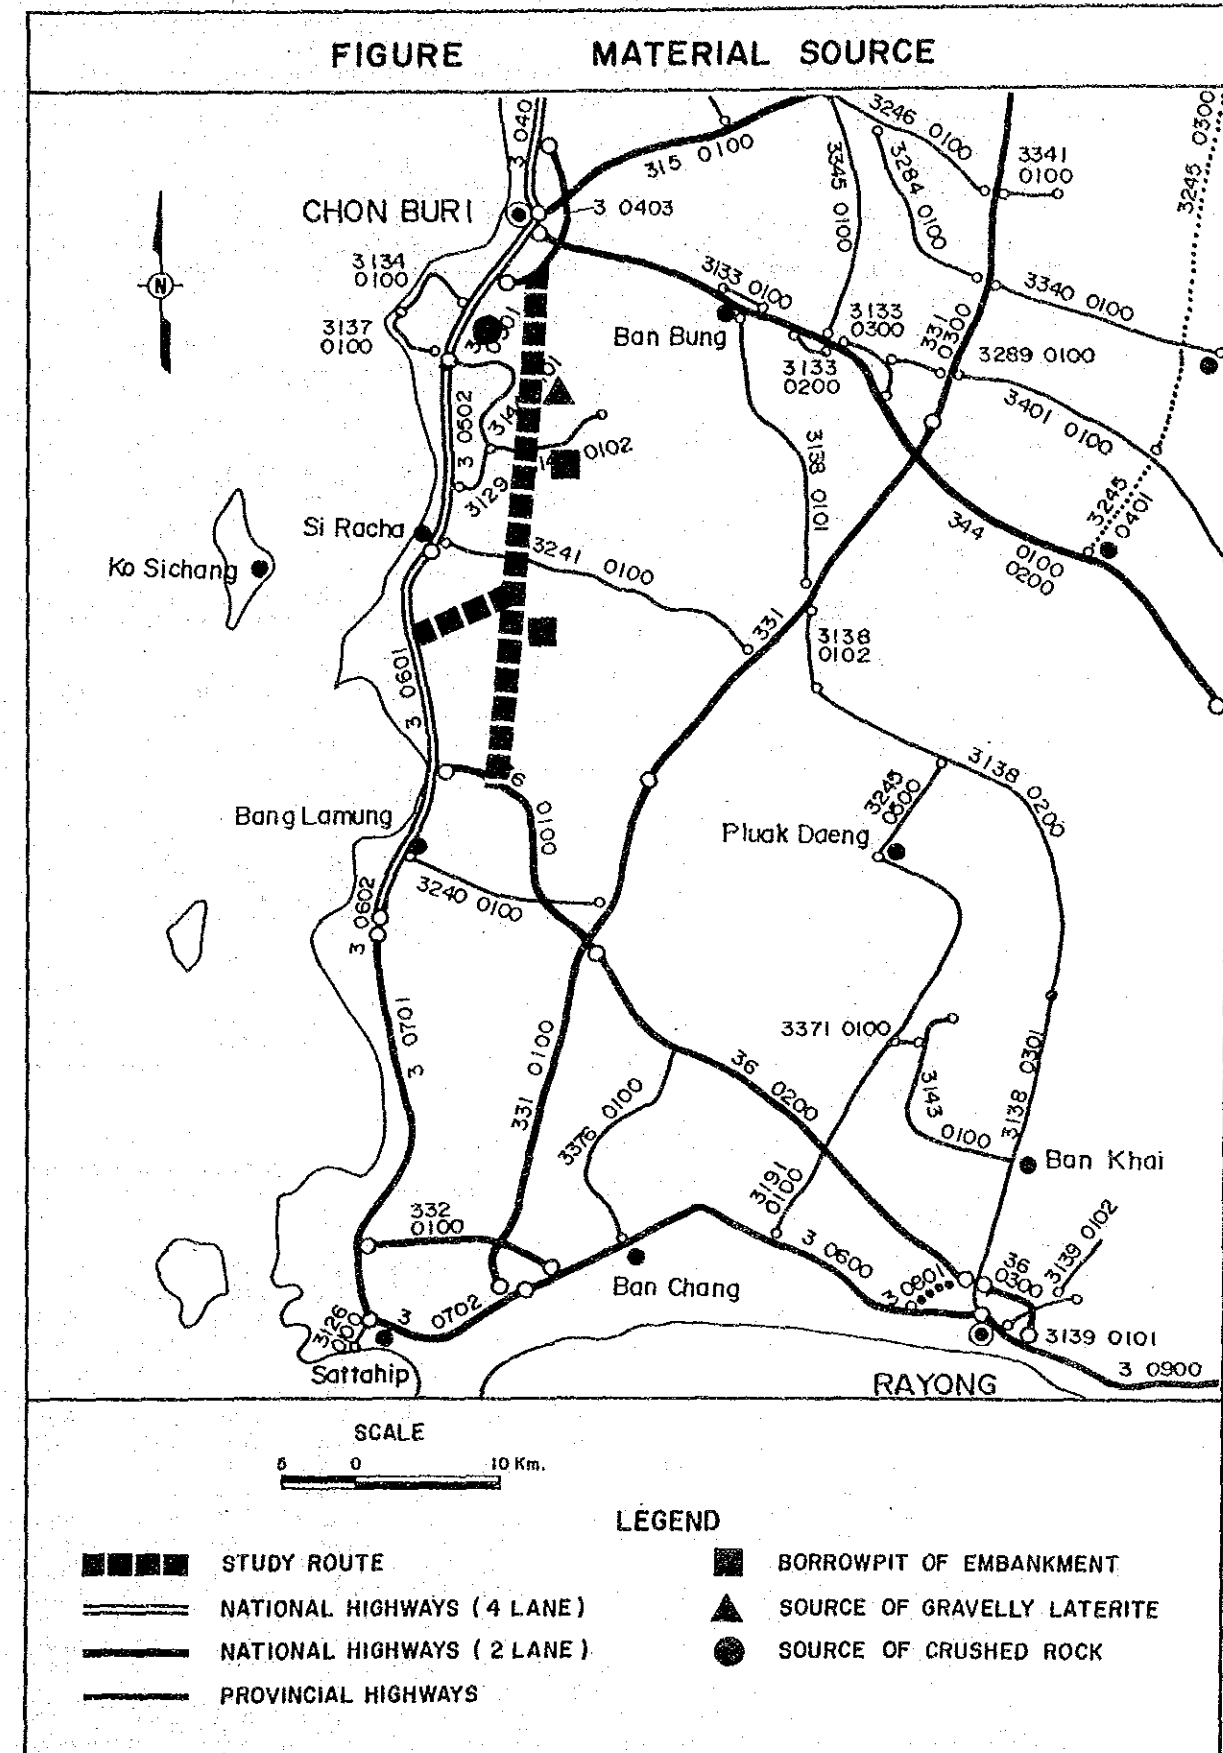 FIGURE MATERIAL SOURCE
3 040
315 0100
3246 0100
3284 0100
3345 0100
3341
0100
3245 0300
CHON BURI
3 0403
N
3134
0100
3133 0100
3340 0100
3137
0100
Ban Bung
3133
0300
331
0300
3289 0100
3133
0200
3401 0100
3 0502
0102
3129
3138 0101
3245
0401
Si Racha
344
0100
0200
Ko Sichang
3241 0100
331
3138
0102
3 0601
3138 0200
3245
0500
Bang Lamung
0100
Pluak Daeng
3240 0100
3 0602
3 0701
331 0100
3371 0100
36 0200
3376 0100
3143
0100
3138 0301
Ban Khai
3191
0100
332
0100
3 0600
3139 0102
Ban Chang
3 0801
36
0300
3126
3 0702
3139 0101
Sattahip
RAYONG
3 0900
SCALE
5 0 10 Km.
LEGEND
STUDY ROUTE
BORROWPIT OF EMBANKMENT
NATIONAL HIGHWAYS ( 4 LANE )
SOURCE OF GRAVELLY LATERITE
NATIONAL HIGHWAYS ( 2 LANE )
SOURCE OF CRUSHED ROCK
PROVINCIAL HIGHWAYS